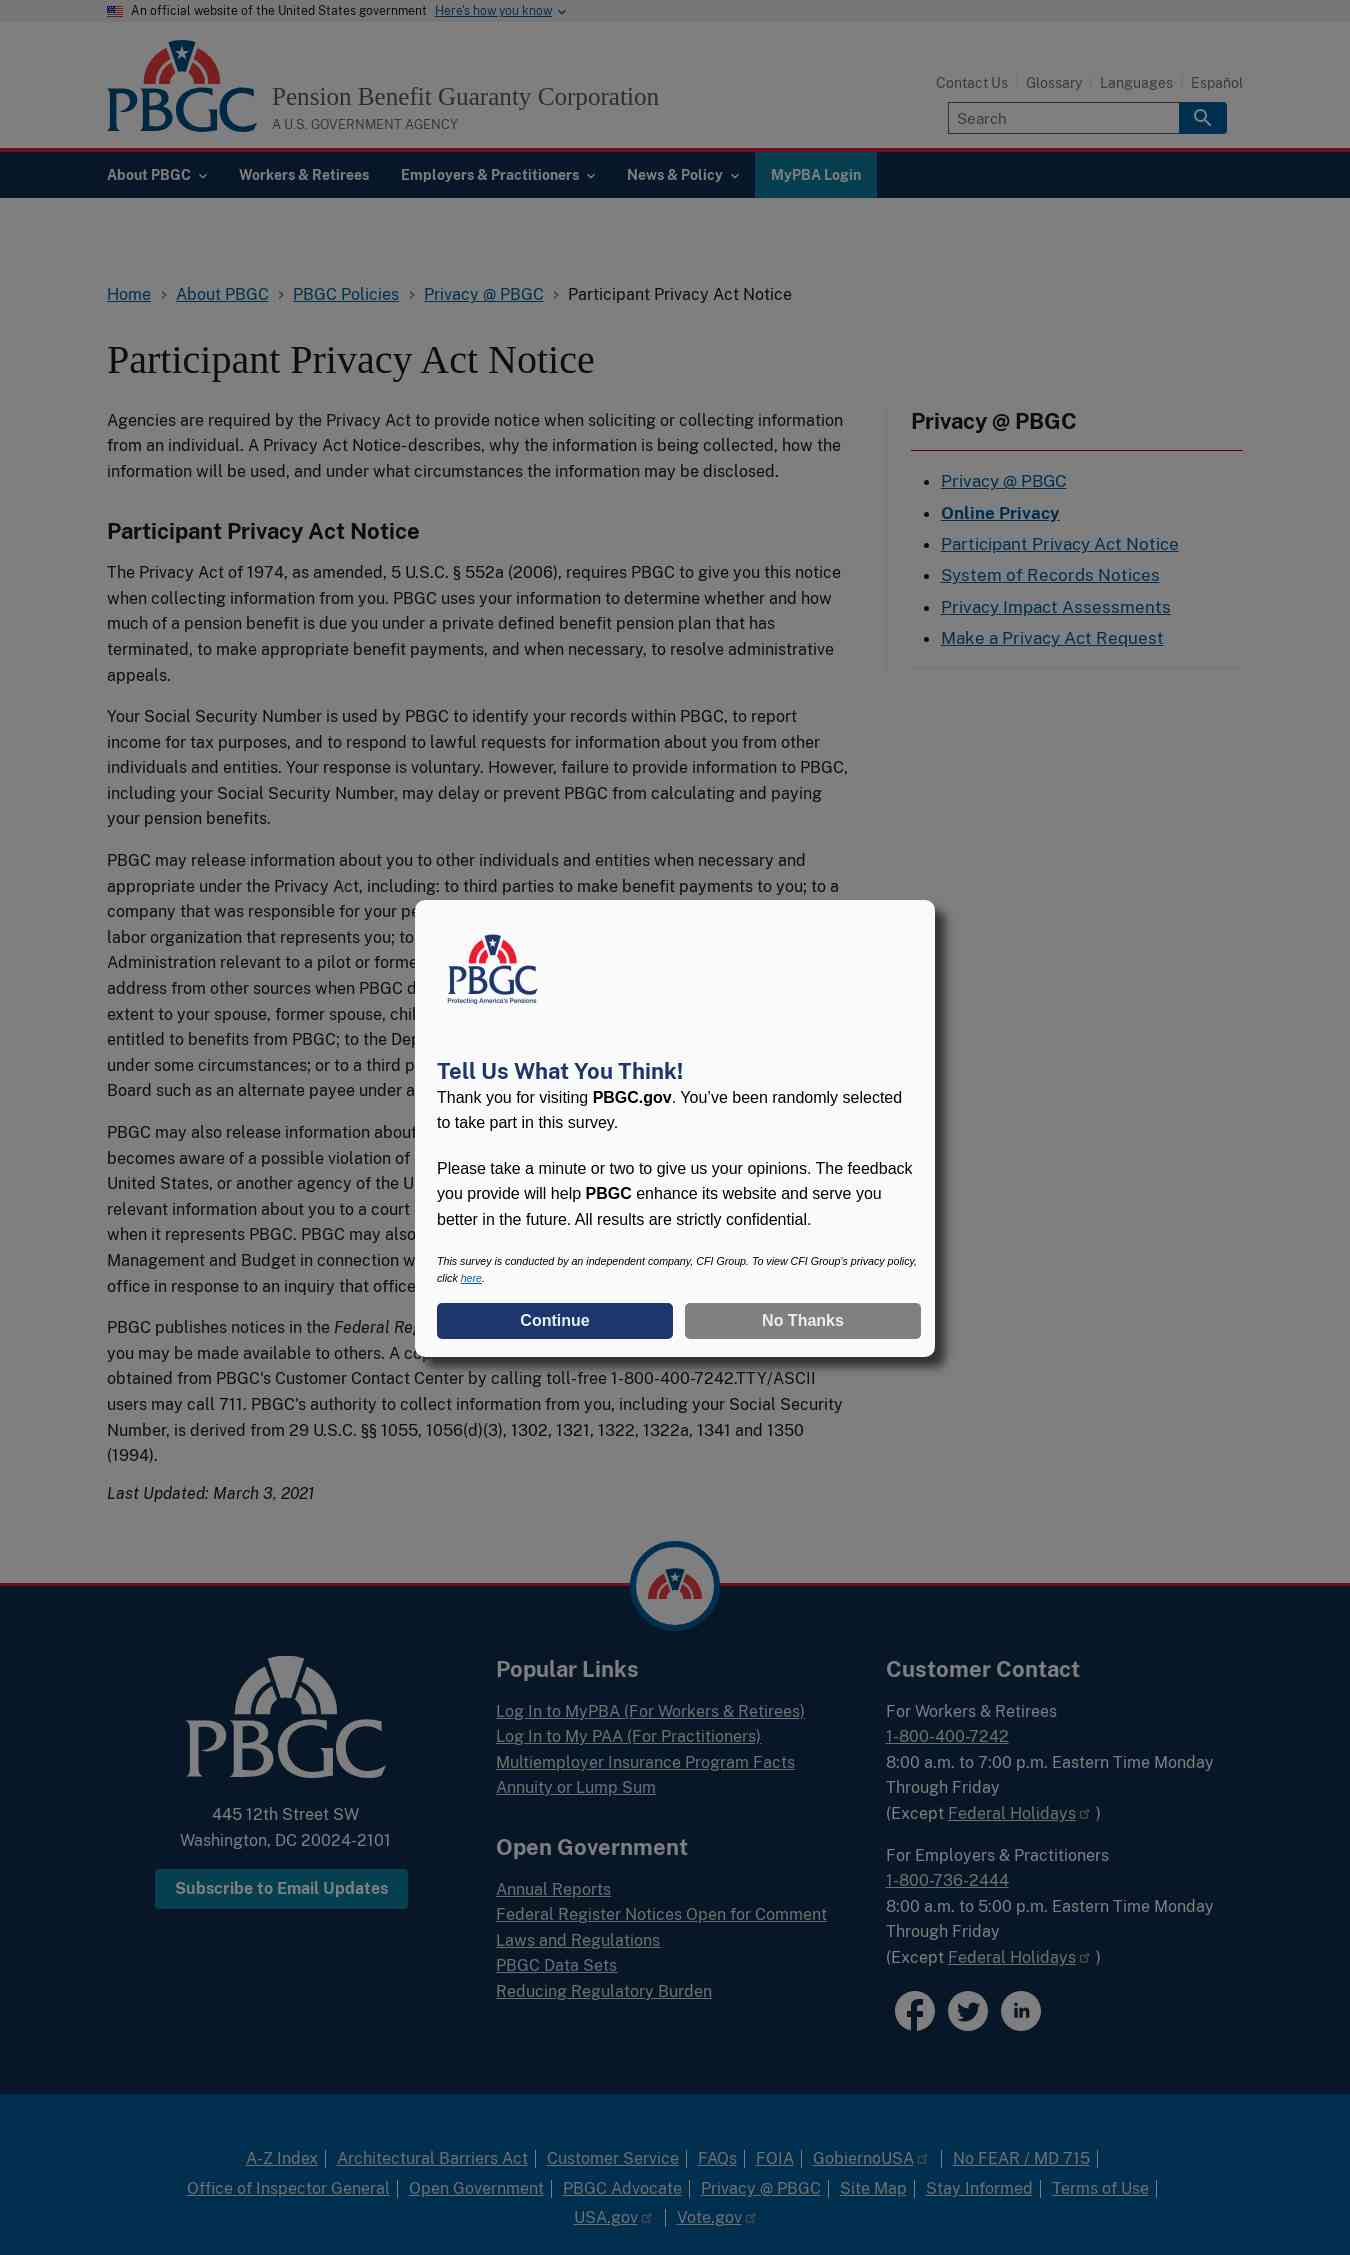 An official website of the United States government Here's how you know
PBGC
Pension Benefit Guaranty Corporation
A U.S. GOVERNMENT AGENCY
Contact Us Glossary Languages Español
Search
About PBGC Workers & Retirees Employers & Practitioners News & Policy MyPBA Login
Home About PBGC PBGC Policies Privacy @ PBGC Participant Privacy Act Notice
Participant Privacy Act Notice
Agencies are required by the Privacy Act to provide notice when soliciting or collecting information
from an individual. A Privacy Act Notice-describes, why the information is being collected, how the
information will be used, and under what circumstances the information may be disclosed.
Participant Privacy Act Notice
The Privacy Act of 1974, as amended, 5 U.S.C. § 552a (2006), requires PBGC to give you this notice
when collecting information from you. PBGC uses your information to determine whether and how
much of a pension benefit is due you under a private defined benefit pension plan that has
terminated, to make appropriate benefit payments, and when necessary, to resolve administrative
appeals.
Your Social Security Number is used by PBGC to identify your records within PBGC, to report
income for tax purposes, and to respond to lawful requests for information about you from other
individuals and entities. Your response is voluntary. However, failure to provide information to PBGC,
including your Social Security Number, may delay or prevent PBGC from calculating and paying
your pension benefits.
PBGC may release information about you to other individuals and entities when necessary and
appropriate under the Privacy Act, including: to third parties to make benefit payments to you; to a
company that was responsible for your
labor organization that represents you; to
Administration relevant to a pilot or
address from other sources when PBGC
extent to your spouse, former spouse,
entitled to benefits from PBGC; to the
under some circumstances; or to a third
Board such as an alternate payee under a
PBGC may also release information about
becomes aware of a possible violation of
United States, or another agency of the
relevant information about you to a court
when it represents PBGC. PBGC may also
Management and Budget in connection
office in response to an inquiry that office
PBGC publishes notices in the Federal
you may be made available to others. A
obtained from PBGC's Customer Contact Center by calling toll-free 1-800-400-7242.TTY/ASCII
users may call 711. PBGC's authority to collect information from you, including your Social Security
Number, is derived from 29 U.S.C. §§ 1055, 1056(d)(3), 1302, 1321, 1322, 1322a, 1341 and 1350
(1994).
Last Updated: March 3, 2021
Privacy @ PBGC
Privacy @ PBGC
Online Privacy
Participant Privacy Act Notice
System of Records Notices
Privacy Impact Assessments
Make a Privacy Act Request
PBGC
Protecting America's Pensions
Tell Us What You Think!
Thank you for visiting PBGC.gov. You’ve been randomly selected
to take part in this survey.
Please take a minute or two to give us your opinions. The feedback
you provide will help PBGC enhance its website and serve you
better in the future. All results are strictly confidential.
This survey is conducted by an independent company, CFI Group. To view CFI Group's privacy policy,
click here.
Continue No Thanks
PBGC
445 12th Street SW
Washington, DC 20024-2101
Subscribe to Email Updates
Popular Links
Log In to MyPBA (For Workers & Retirees)
Log In to My PAA (For Practitioners)
Multiemployer Insurance Program Facts
Annuity or Lump Sum
Open Government
Annual Reports
Federal Register Notices Open for Comment
Laws and Regulations
PBGC Data Sets
Reducing Regulatory Burden
Customer Contact
For Workers & Retirees
1-800-400-7242
8:00 a.m. to 7:00 p.m. Eastern Time Monday
Through Friday
(Except Federal Holidays )
For Employers & Practitioners
1-800-736-2444
8:00 a.m. to 5:00 p.m. Eastern Time Monday
Through Friday
(Except Federal Holidays )
in
A-Z Index Architectural Barriers Act Customer Service FAQs FOIA GobiernoUSA No FEAR / MD 715
Office of Inspector General Open Government PBGC Advocate Privacy @ PBGC Site Map Stay Informed Terms of Use
USA.gov Vote.gov